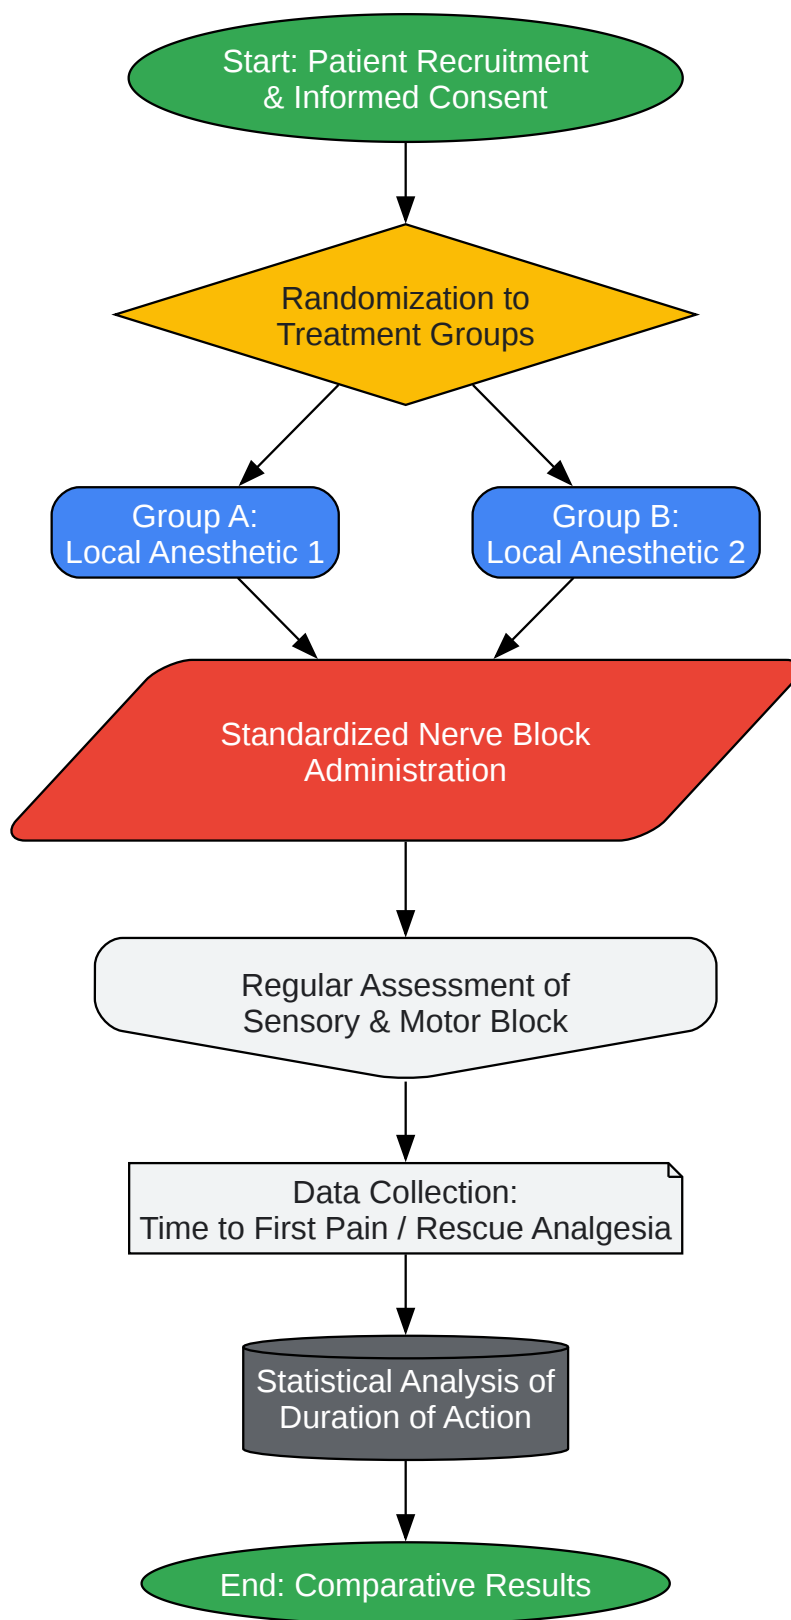 Start: Patient Recruitment
& Informed Consent
Randomization to
Treatment Groups
Group A:
Local Anesthetic 1
Group B:
Local Anesthetic 2
Standardized Nerve Block
Administration
Regular Assessment of
Sensory & Motor Block
Data Collection:
Time to First Pain / Rescue Analgesia
Statistical Analysis of
Duration of Action
End: Comparative Results